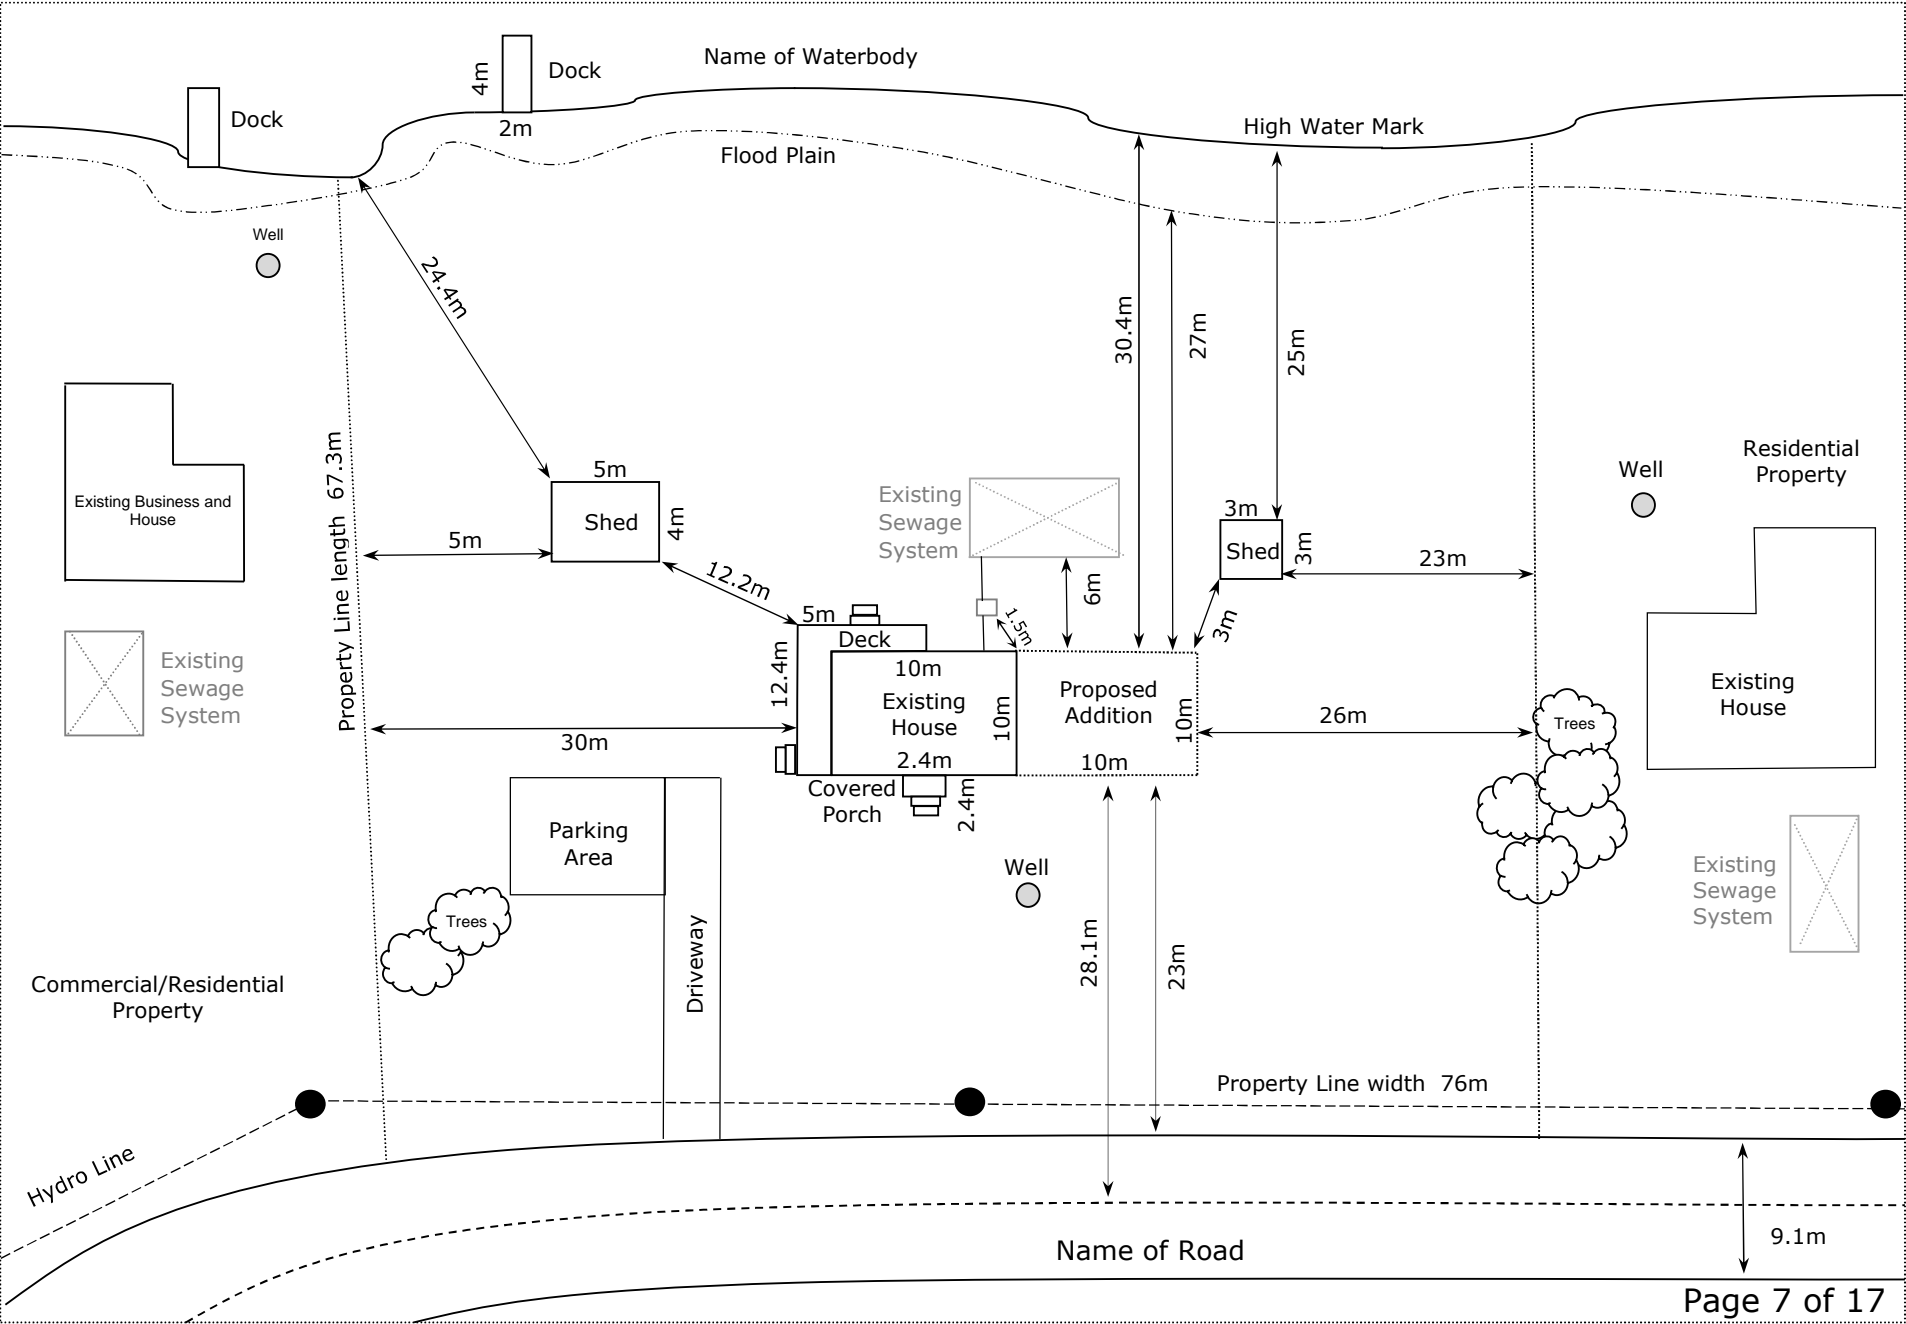 Name of Waterbody
Dock
4m
2m
Dock
High Water Mark
Flood Plain
Well
24.4m
30.4m
27m
25m
Existing Business and
House
Property Line length  67.3m
5m
Shed
4m
5m
12.2m
Existing
Sewage
System
6m
1.5m
3m
Shed
3m
3m
23m
Well
Residential
Property
Existing
Sewage
System
5m
Deck
12.4m
10m
Existing
House
10m
2.4m
Proposed
Addition
10m
10m
30m
26m
Trees
Existing
House
Covered
Porch
2.4m
Parking
Area
Driveway
Well
Trees
28.1m
23m
Existing
Sewage
System
Commercial/Residential
Property
Property Line width  76m
Hydro Line
Name of Road
9.1m
Page 7 of 17